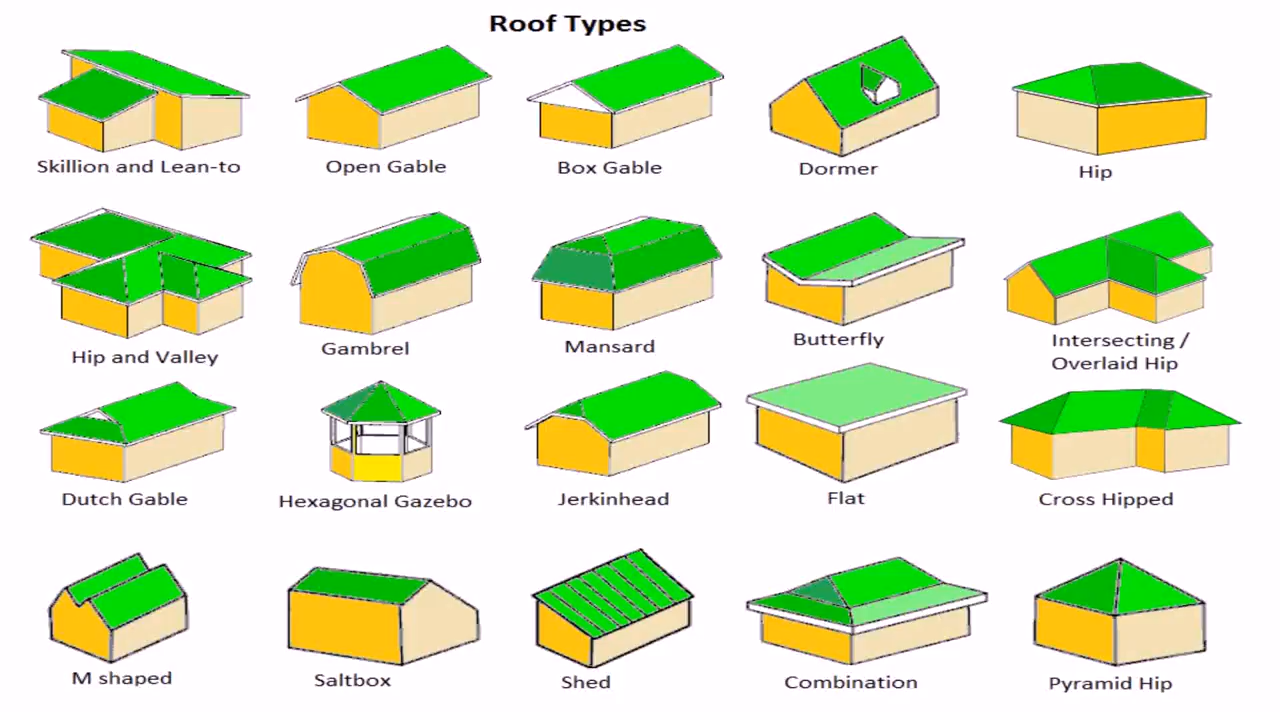 Roof Types
Skillion and Lean-to
Open Gable
Box Gable
Dormer
Hip
Hip and Valley
Gambrel
Mansard
Butterfly
Intersecting /
Overlaid Hip
Dutch Gable
Hexagonal Gazebo
Jerkinhead
Flat
Cross Hipped
M shaped
Saltbox
Shed
Combination
Pyramid Hip